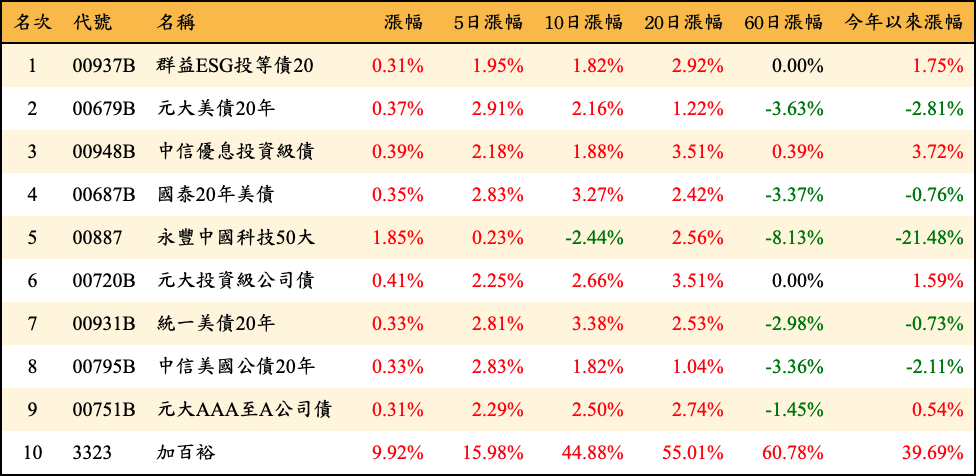 名次 代號 名稱 漲幅 5日漲幅 10日漲幅 20日漲幅 60日漲幅 今年以來漲幅
1 00937B 群益ESG投等債20 0.31% 1.95% 1.82% 2.92% 0.00% 1.75%
2 00679B 元大美債20年 0.37% 2.91% 2.16% 1.22% -3.63% -2.81%
3 00948B 中信優息投資級債 0.39% 2.18% 1.88% 3.51% 0.39% 3.72%
4 00687B 國泰20年美債 0.35% 2.83% 3.27% 2.42% -3.37% -0.76%
5 00887 永豐中國科技50大 1.85% 0.23% -2.44% 2.56% -8.13% -21.48%
6 00720B 元大投資級公司債 0.41% 2.25% 2.66% 3.51% 0.00% 1.59%
7 00931B 統一美債20年 0.33% 2.81% 3.38% 2.53% -2.98% -0.73%
8 00795B 中信美國公債20年 0.33% 2.83% 1.82% 1.04% -3.36% -2.11%
9 00751B 元大AAA至A公司債 0.31% 2.29% 2.50% 2.74% -1.45% 0.54%
10 3323 加百裕 9.92% 15.98% 44.88% 55.01% 60.78% 39.69%